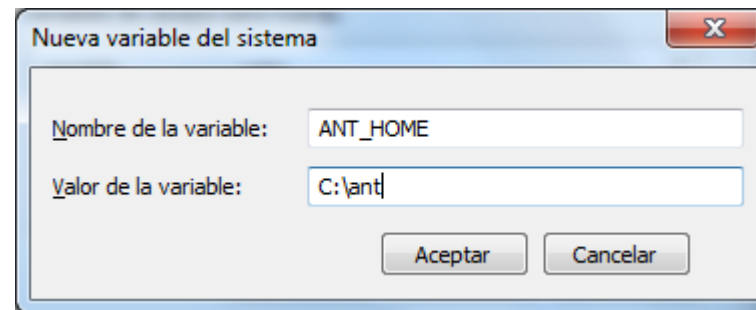 Nueva variable del sistema
Nombre de la variable: ANT_HOME
Valor de la variable: C:\ant
Aceptar Cancelar